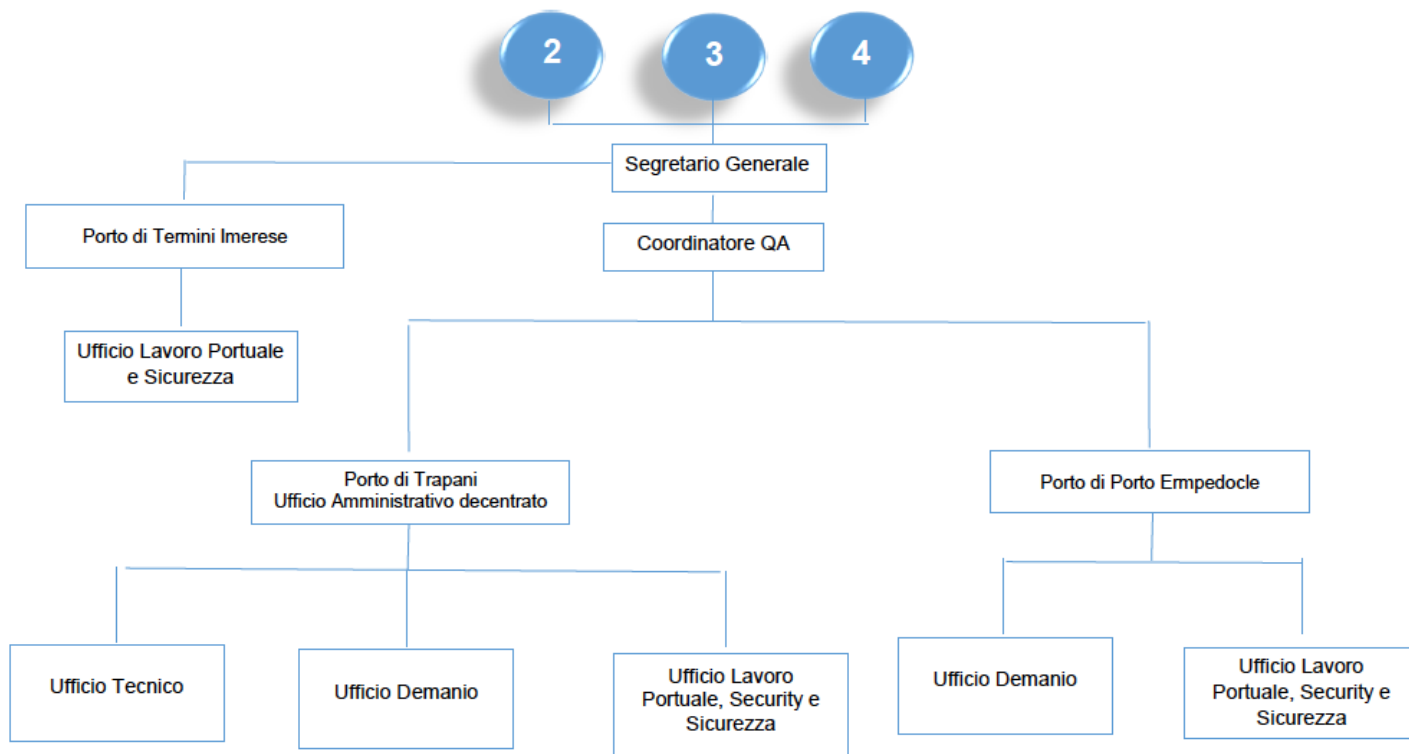 2
3
4
Segretario Generale
Porto di Termini Imerese
Coordinatore QA
Ufficio Lavoro Portuale
e Sicurezza
Porto di Trapani
Ufficio Amministrativo decentrato
Porto di Porto Empedocle
Ufficio Tecnico
Ufficio Demanio
Ufficio Lavoro
Portuale, Security e
Sicurezza
Ufficio Demanio
Ufficio Lavoro
Portuale, Security e
Sicurezza